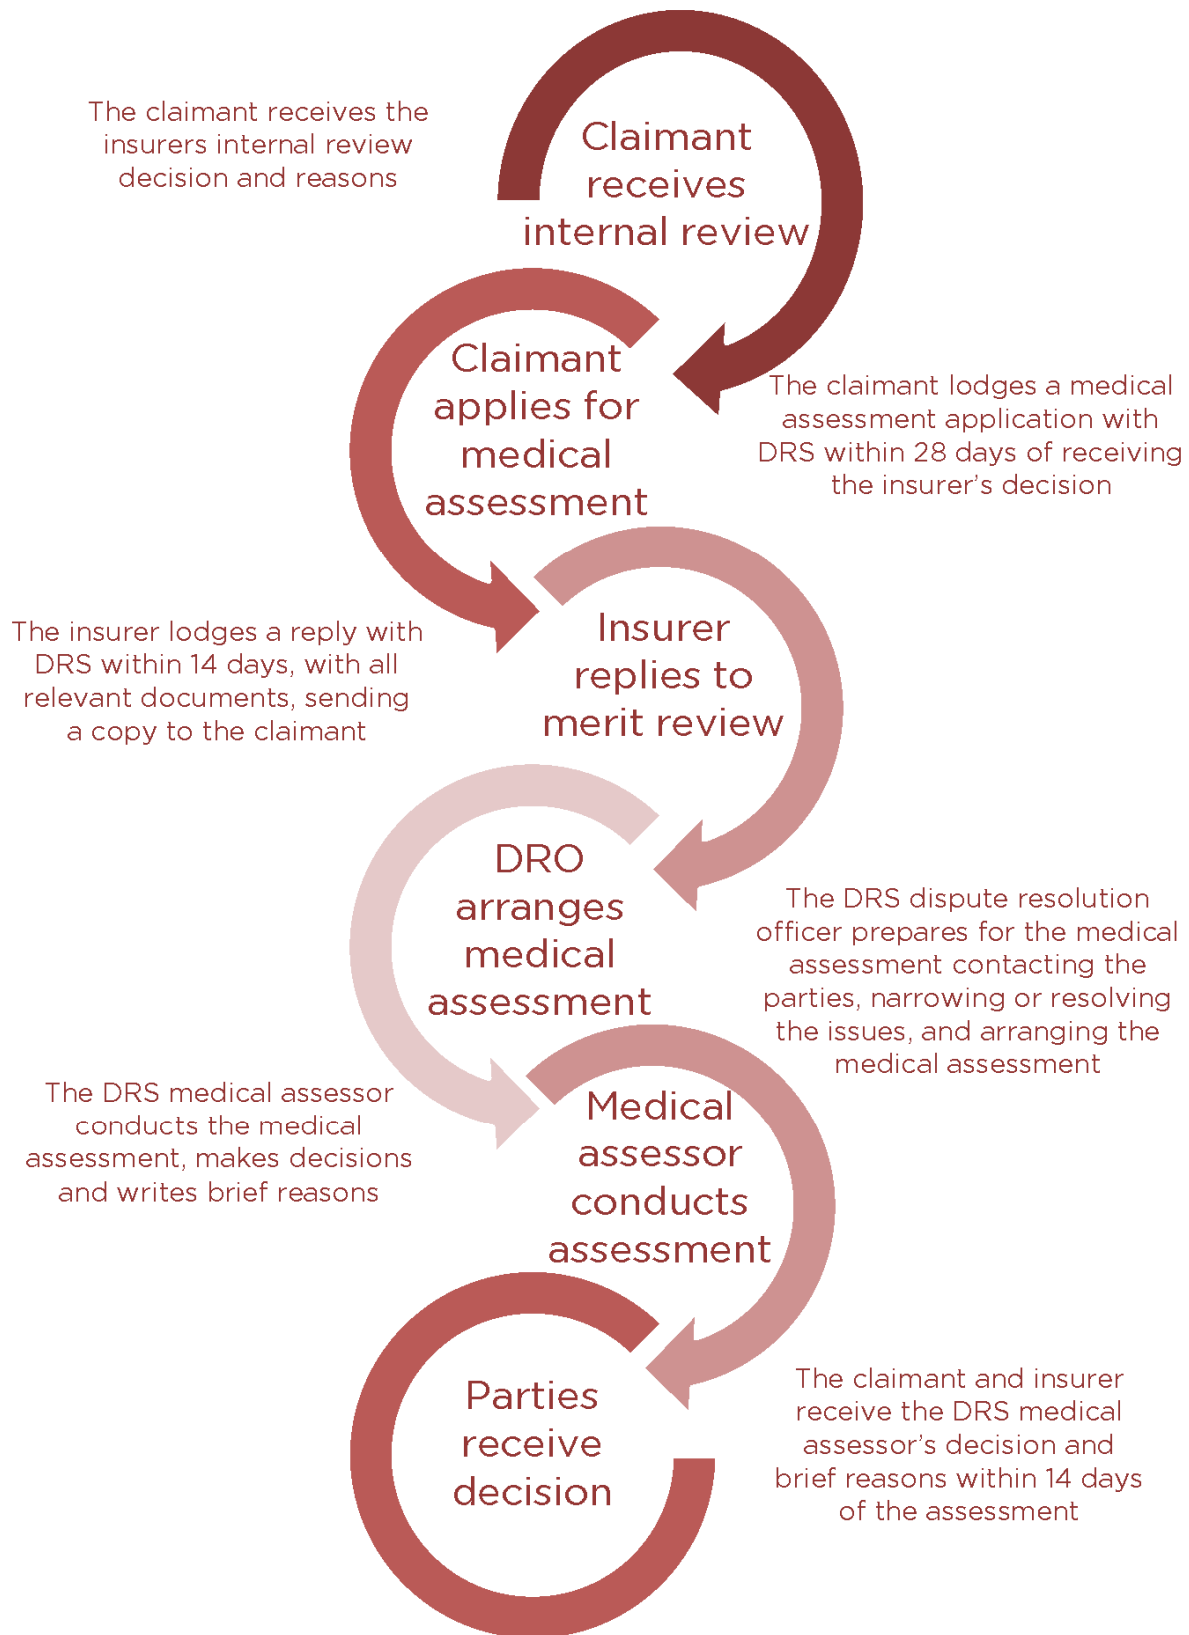 The claimant receives the
insurers internal review
decision and reasons
Claimant
receives
internal review
Claimant
applies for
medical
assessment
The claimant lodges a medical
assessment application with
DRS within 28 days of receiving
the insurer’s decision
The insurer lodges a reply with
DRS within 14 days, with all
relevant documents, sending
a copy to the claimant
Insurer
replies to
merit review
DRO
arranges
medical
assessment
The DRS dispute resolution
officer prepares for the medical
assessment contacting the
parties, narrowing or resolving
the issues, and arranging the
medical assessment
The DRS medical assessor
conducts the medical
assessment, makes decisions
and writes brief reasons
Medical
assessor
conducts
assessment
Parties
receive
decision
The claimant and insurer
receive the DRS medical
assessor’s decision and
brief reasons within 14 days
of the assessment